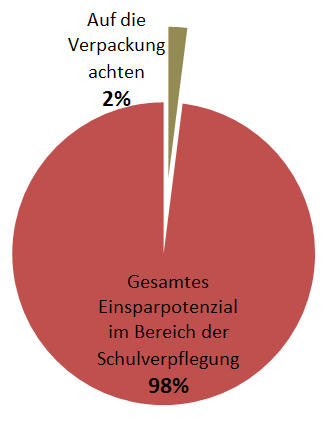 Auf die
Verpackung
achten
2%
Gesamtes
Einsparpotenzial
im Bereich der
Schulverpflegung
98%